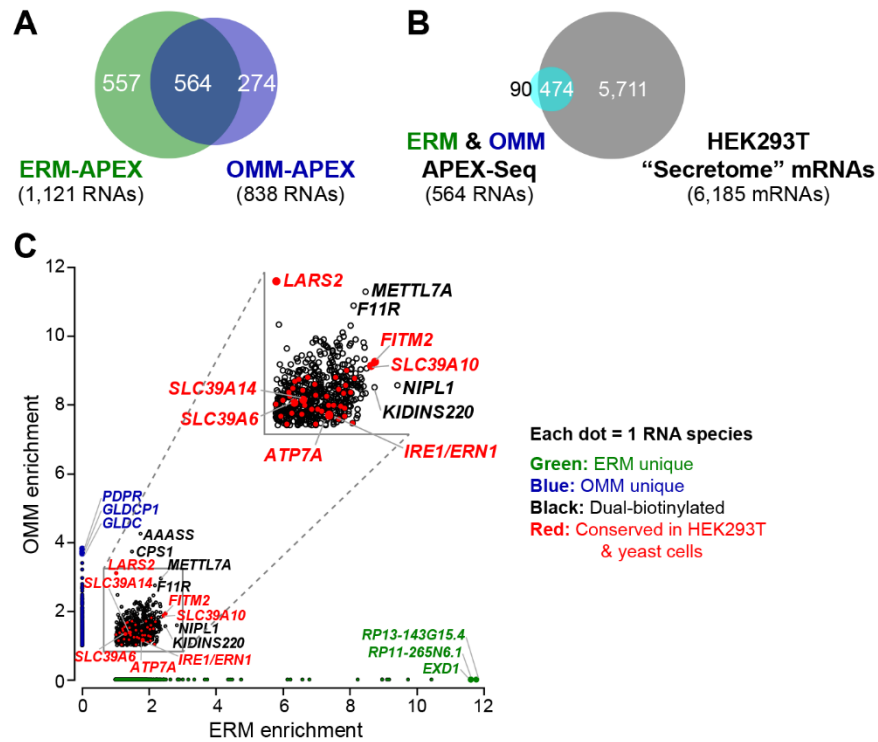 A
557 564 274
ERM-APEX
(1,121 RNAs)
OMM-APEX
(838 RNAs)
B
90 474 5,711
ERM & OMM
APEX-Seq
(564 RNAs)
HEK293T
“Secretome” mRNAs
(6,185 mRNAs)
C
OMM enrichment
12
10
8
6
4
2
0
LARS2
METTL7A
F11R
FITM2
SLC39A10
SLC39A14
NIPL1
SLC39A6
KIDINS220
ATP7A
IRE1/ERN1
PDPR
GLDCP1
GLDC
AAASS
CPS1
LARS2
METTL7A
SLC39A14
F11R
FITM2
SLC39A10
NIPL1
KIDINS220
SLC39A6
IRE1/ERN1
ATP7A
RP13-143G15.4
RP11-265N6.1
EXD1
0 2 4 6 8 10 12
ERM enrichment
Each dot = 1 RNA species
Green: ERM unique
Blue: OMM unique
Black: Dual-biotinylated
Red: Conserved in HEK293T
& yeast cells